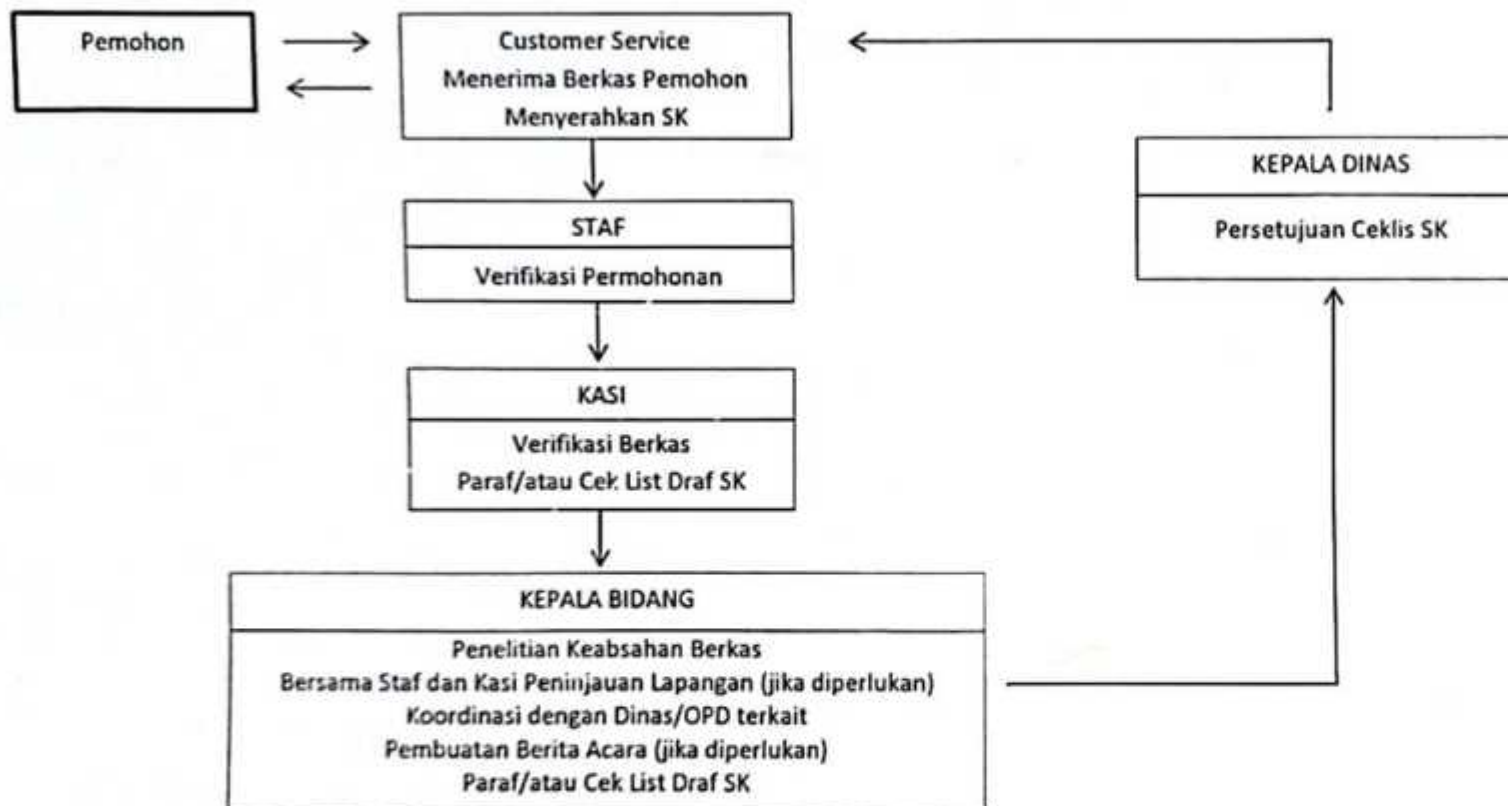 Pemohon
Customer Service
Menerima Berkas Pemohon
Menyerahkan SK
STAF
Verifikasi Permohonan
KASI
Verifikasi Berkas
Paraf/atau Cek List Draf SK
KEPALA BIDANG
Penelitian Keabsahan Berkas
Bersama Staf dan Kasi Peninjauan Lapangan (jika diperlukan)
Koordinasi dengan Dinas/OPD terkait
Pembuatan Berita Acara (jika diperlukan)
Paraf/atau Cek List Draf SK
KEPALA DINAS
Persetujuan Ceklis SK